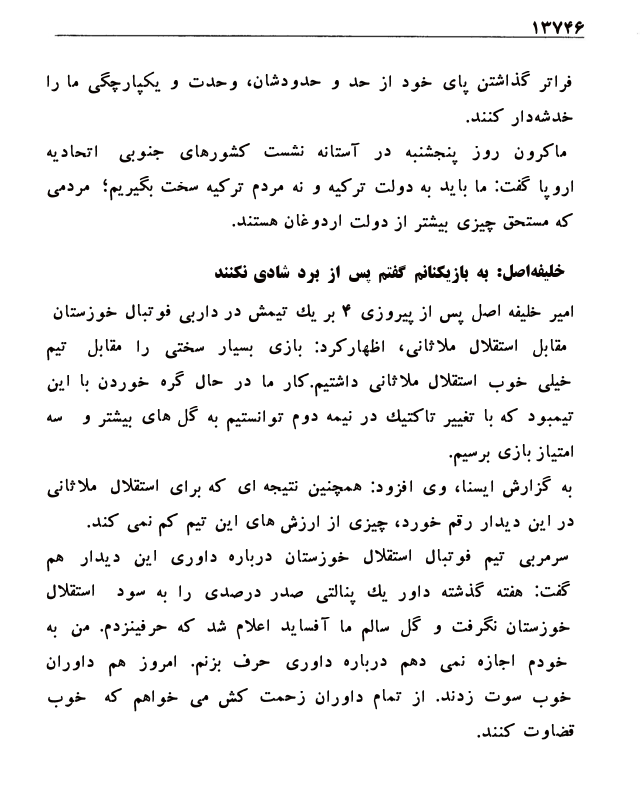 ۱۳۷۴۶
فراتر گذاشتن پای خود از حد و حدودشان، وحدت و یکپارچگی ما را
خدشه‌دار کنند.
ماکرون روز پنجشنبه در آستانه نشست کشورهای جنوبی اتحادیه
اروپا گفت: ما باید به دولت ترکیه و نه مردم ترکیه سخت بگیریم؛ مردمی
که مستحق چیزی بیشتر از دولت اردوغان هستند.
خلیفه‌اصل: به بازیکنانم گفتم پس از برد شادی نکنند
امیر خلیفه اصل پس از پیروزی ۴ بر یك تیمش در داربی فوتبال خوزستان
مقابل استقلال ملاثانی، اظهارکرد: بازی بسیار سختی را مقابل تیم
خیلی خوب استقلال ملاثانی داشتیم.کار ما در حال گره خوردن با این
تیمبود که با تغییر تاکتیك در نیمه دوم توانستیم به گل های بیشتر و سه
امتیاز بازی برسیم.
به گزارش ایسنا، وی افزود: همچنین نتیجه ای که برای استقلال ملاثانی
در این دیدار رقم خورد، چیزی از ارزش های این تیم کم نمی کند.
سرمربی تیم فوتبال استقلال خوزستان درباره داوری این دیدار هم
گفت: هفته گذشته داور یك پنالتی صدر درصدی را به سود استقلال
خوزستان نگرفت و گل سالم ما آفساید اعلام شد که حرفینزدم. من به
خودم اجازه نمی دهم درباره داوری حرف بزنم. امروز هم داوران
خوب سوت زدند. از تمام داوران زحمت کش می خواهم که خوب
قضاوت کنند.